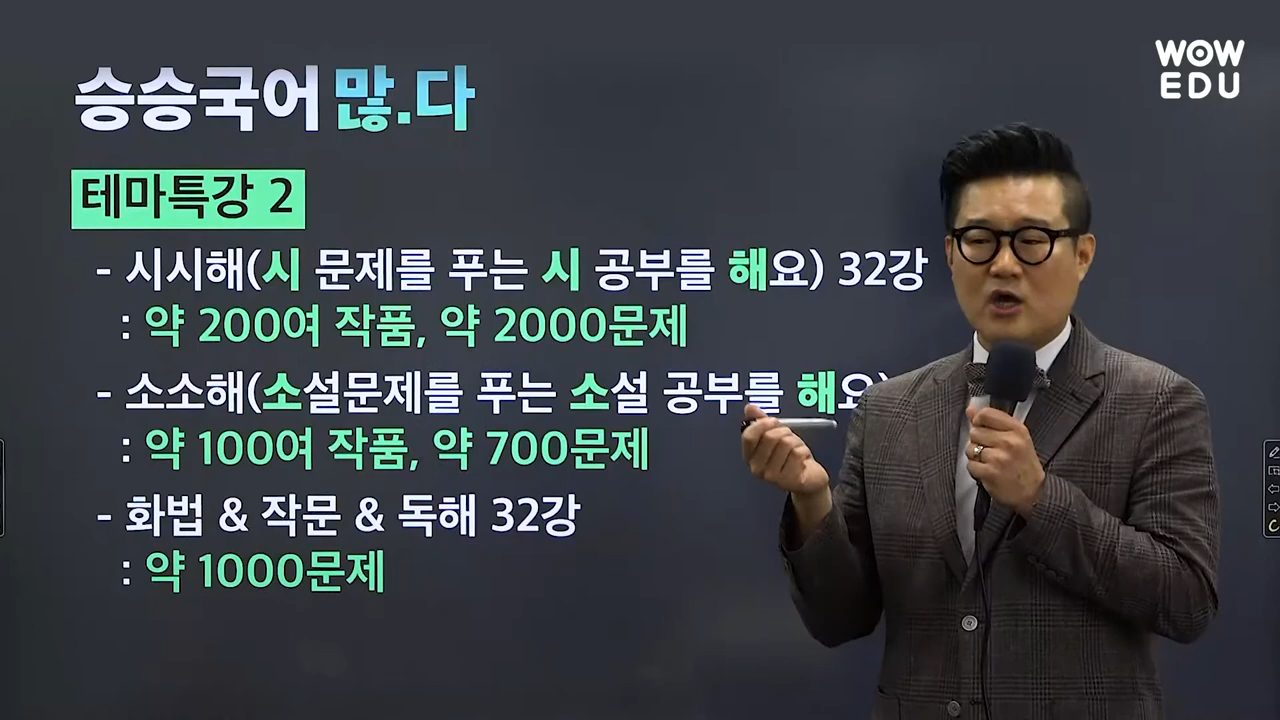 WOW
EDU
승승국어 많.다
테마특강 2
- 시시해(시 문제를 푸는 시 공부를 해요) 32강
: 약 200여 작품, 약 2000문제
- 소소해(소설문제를 푸는 소설 공부를 해요)
: 약 100여 작품, 약 700문제
- 화법 & 작문 & 독해 32강
: 약 1000문제